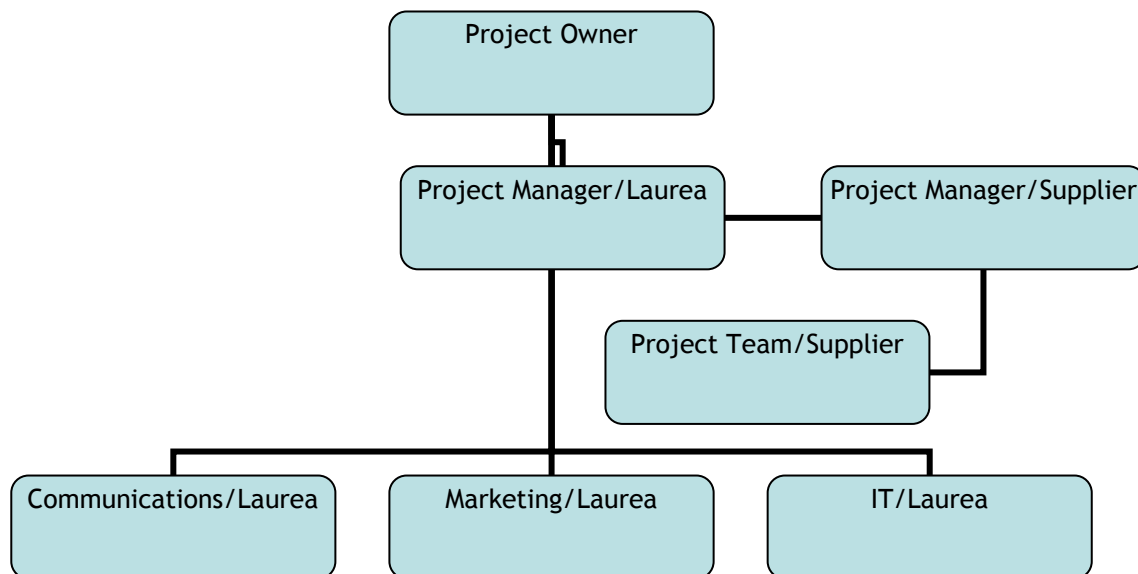 Project Owner
Project Manager/Laurea
Project Manager/Supplier
Project Team/Supplier
Communications/Laurea
Marketing/Laurea
IT/Laurea